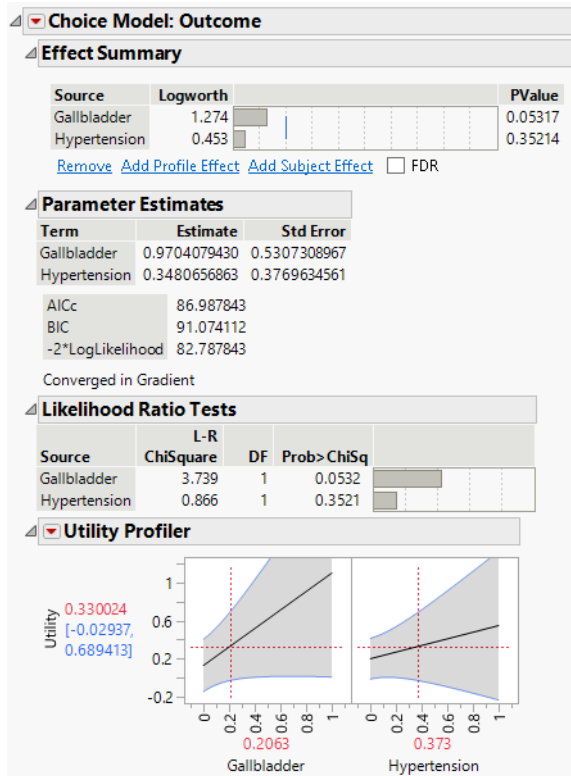 Choice Model: Outcome
Effect Summary
Source Logworth PValue
Gallbladder 1.274 0.05317
Hypertension 0.453 0.35214
Remove Add Profile Effect Add Subject Effect FDR
Parameter Estimates
Term Estimate Std Error
Gallbladder 0.9704079430 0.5307308967
Hypertension 0.3480656863 0.3769634561
AICc 86.987843
BIC 91.074112
-2*LogLikelihood 82.787843
Converged in Gradient
Likelihood Ratio Tests
L-R
Source ChiSquare DF Prob>ChiSq
Gallbladder 3.739 1 0.0532
Hypertension 0.866 1 0.3521
Utility Profiler
Utility
0.330024
[-0.02937,
0.689413]
1
0.6
0.2
-0.2
0 0.2 0.4 0.6 0.8 1
0.2063
Gallbladder
0 0.2 0.4 0.6 0.8 1
0.373
Hypertension